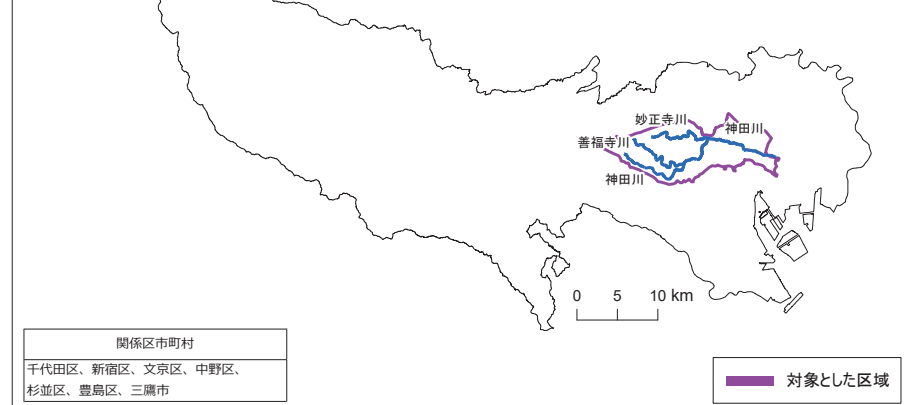 妙正寺川
神田川
善福寺川
神田川
0 5 10 km
関係区市町村
千代田区、新宿区、文京区、中野区、
杉並区、豊島区、三鷹市
対象とした区域